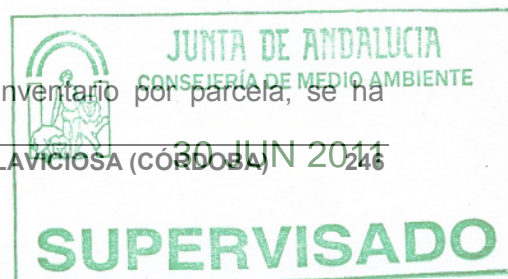 JUNTA DE ANDALUCIA
CONSEJERÍA DE MEDIO AMBIENTE
nventario por parcela, se ha
LAVICIOSA (CÓRDOBA) 246
30 JUN 2011
SUPERVISADO